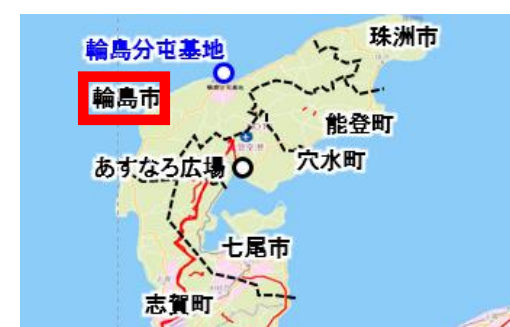 珠洲市
輪島分屯基地
輪島市
能登町
穴水町
あすなろ広場
七尾市
志賀町